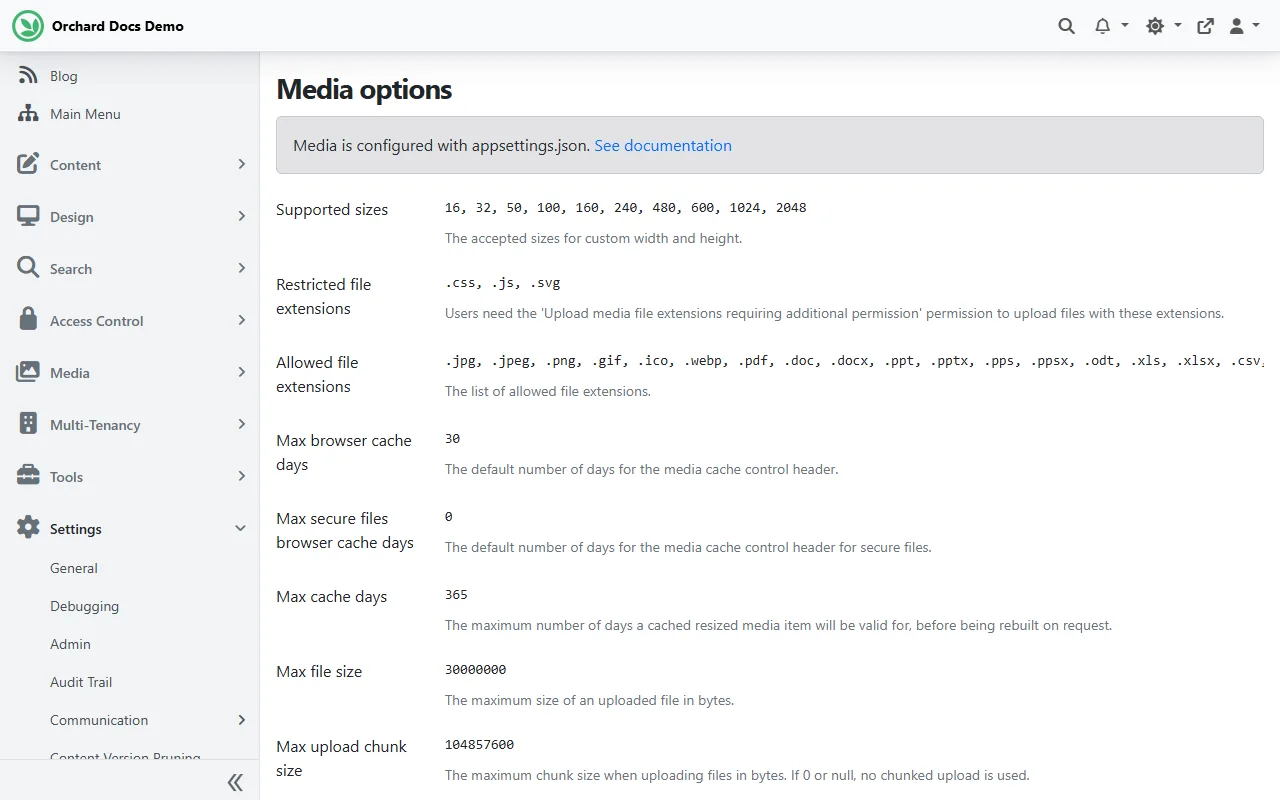 Orchard Docs Demo
Blog
Main Menu
Content
Design
Search
Access Control
Media
Multi-Tenancy
Tools
Settings
General
Debugging
Admin
Audit Trail
Communication
Content Version Pruning
Media options
Media is configured with appsettings.json. See documentation
Supported sizes
16, 32, 50, 100, 160, 240, 480, 600, 1024, 2048
The accepted sizes for custom width and height.
Restricted file
extensions
.css, .js, .svg
Users need the 'Upload media file extensions requiring additional permission' permission to upload files with these extensions.
Allowed file
extensions
.jpg, .jpeg, .png, .gif, .ico, .webp, .pdf, .doc, .docx, .ppt, .pptx, .pps, .ppsx, .odt, .xls, .xlsx, .csv,
The list of allowed file extensions.
Max browser cache
days
30
The default number of days for the media cache control header.
Max secure files
browser cache days
0
The default number of days for the media cache control header for secure files.
Max cache days
365
The maximum number of days a cached resized media item will be valid for, before being rebuilt on request.
Max file size
30000000
The maximum size of an uploaded file in bytes.
Max upload chunk
size
104857600
The maximum chunk size when uploading files in bytes. If 0 or null, no chunked upload is used.